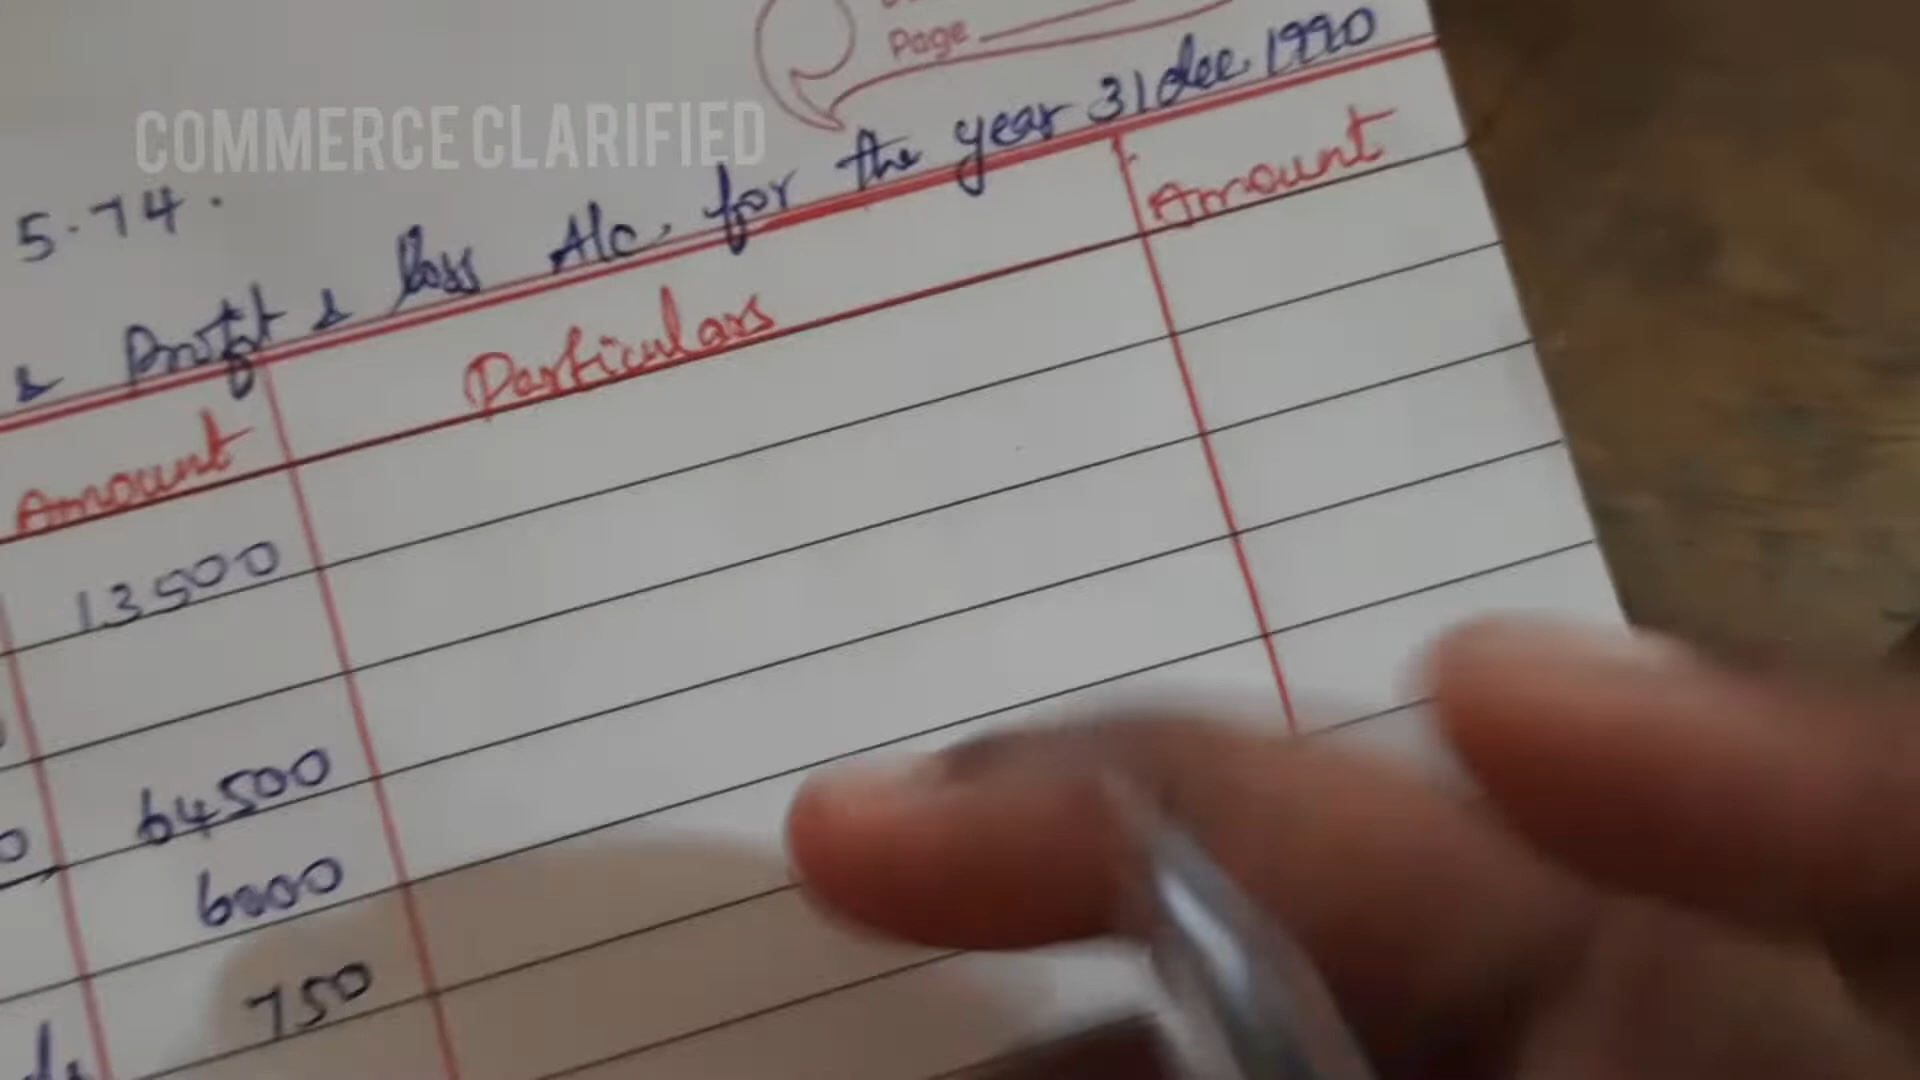 Page
COMMERCE CLARIFIED
5.74.
& Profit & loss A/c. for the year 31 dec. 1990
Amount Particulars Amount
13500
64500
6000
750